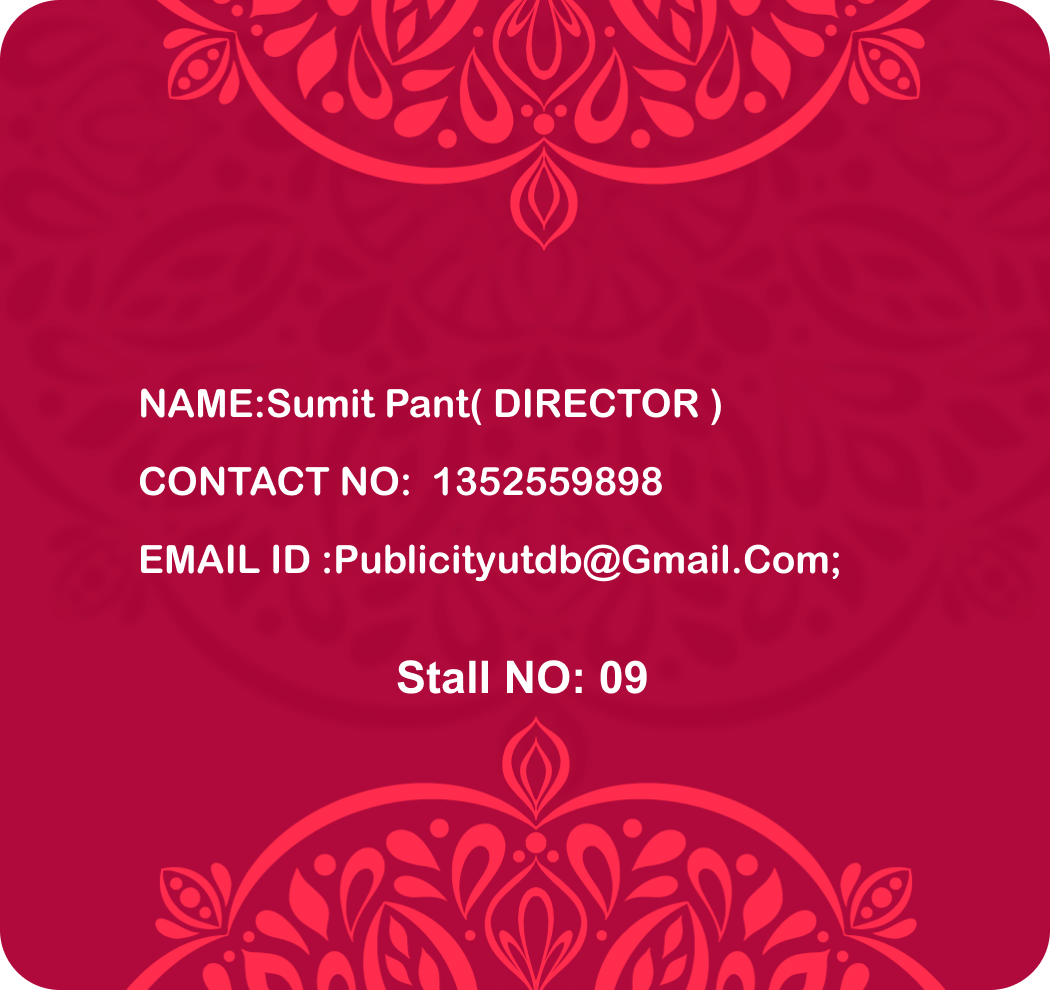 NAME:Sumit Pant( DIRECTOR )
CONTACT NO:  1352559898
EMAIL ID :Publicityutdb@Gmail.Com;
Stall NO: 09